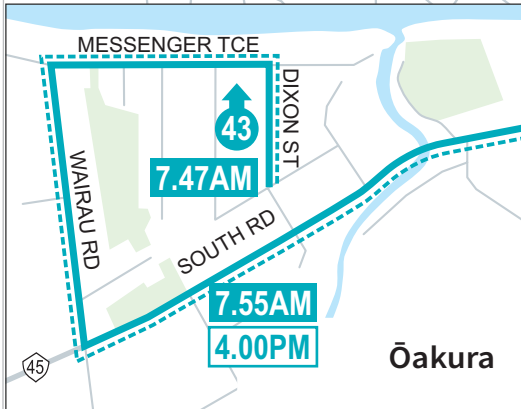 MESSENGER TCE
DIXON ST
43
7.47AM
WAIRAU RD
SOUTH RD
7.55AM
4.00PM
Ōakura
45